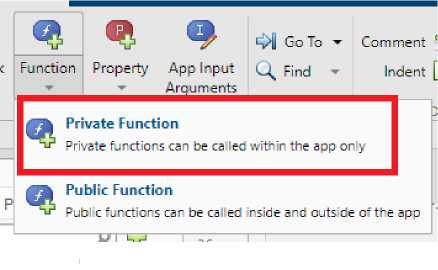 Go To
Comment
Function
Property
App Input
Arguments
Find
Indent
Private Function
Private functions can be called within the app only
Public Function
Public functions can be called inside and outside of the app